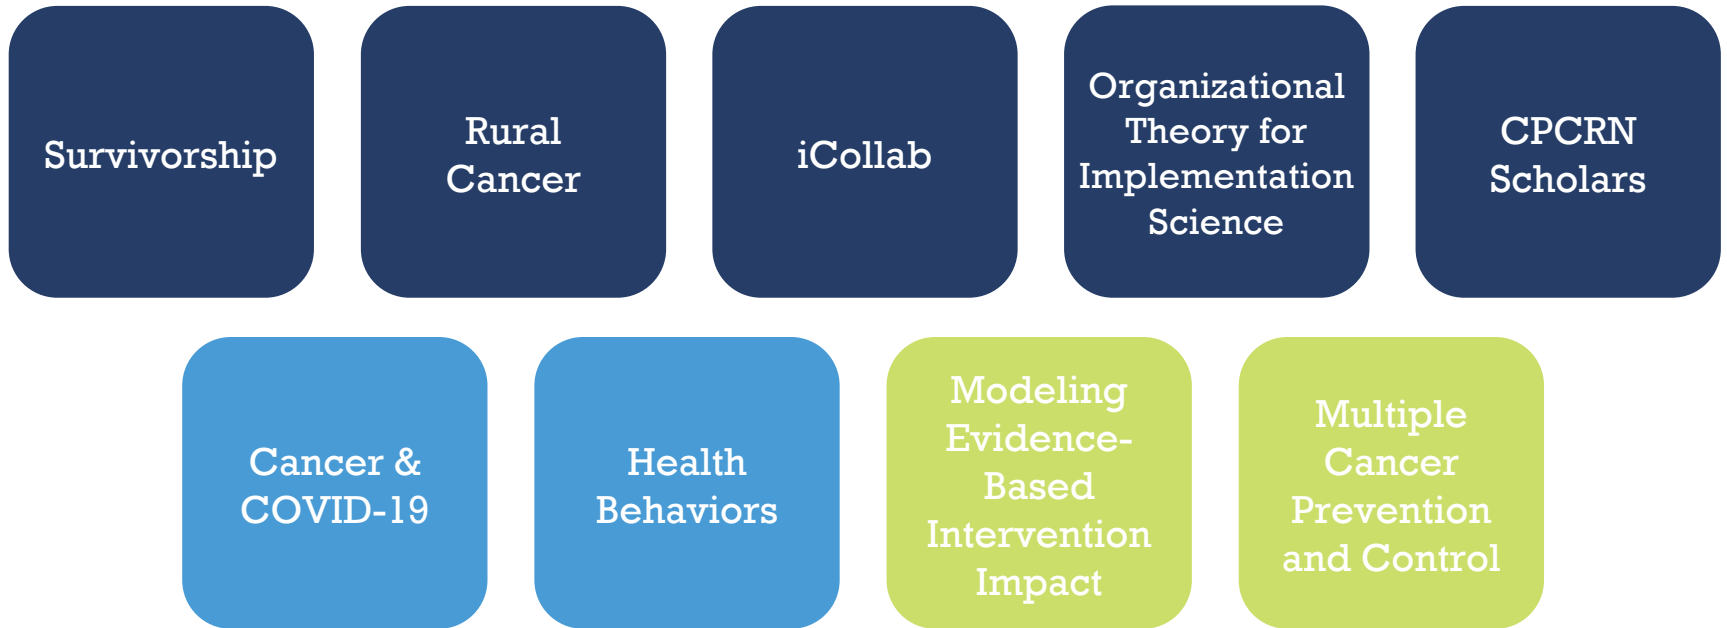 Survivorship
Rural
Cancer
iCollab
Organizational
Theory for
Implementation
Science
CPCRN
Scholars
Cancer &
COVID-19
Health
Behaviors
Modeling
Evidence-
Based
Intervention
Impact
Multiple
Cancer
Prevention
and Control